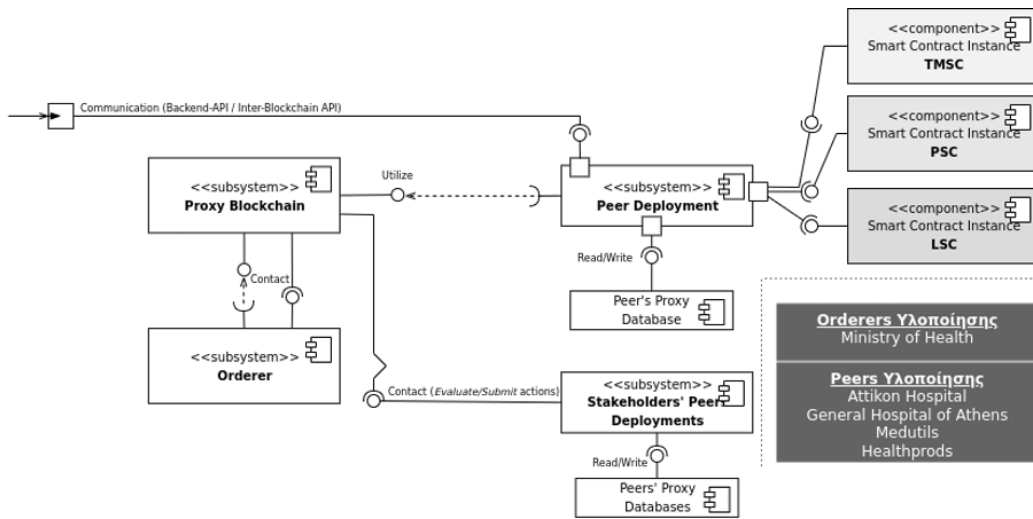 <<component>>
Smart Contract Instance
TMSC
Communication (Backend-API / Inter-Blockchain API)
<<component>>
Smart Contract Instance
PSC
<<subsystem>>
Proxy Blockchain
Utilize
<<subsystem>>
Peer Deployment
<<component>>
Smart Contract Instance
LSC
Contact
Read/Write
Peer's Proxy
Database
<<subsystem>>
Orderer
Orderers Υλοποίησης
Ministry of Health
Peers Υλοποίησης
Attikon Hospital
General Hospital of Athens
Medutils
Healthprods
Contact (Evaluate/Submit actions)
<<subsystem>>
Stakeholders' Peer
Deployments
Read/Write
Peers' Proxy
Databases